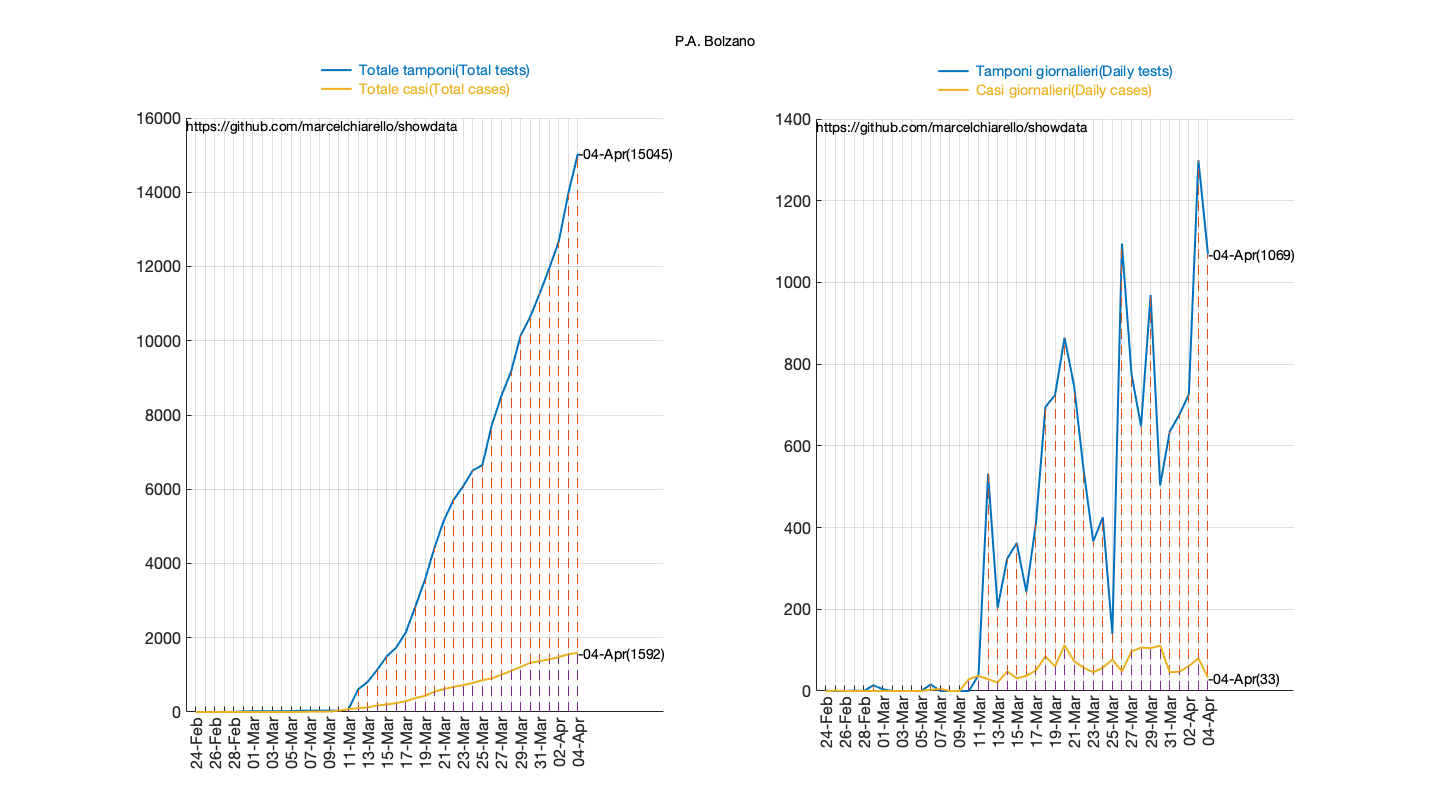 P.A. Bolzano
Totale tamponi(Total tests)
Totale casi(Total cases)
https://github.com/marcelchiarello/showdata
16000
14000
12000
10000
8000
6000
4000
2000
0
-04-Apr(15045)
-04-Apr(1592)
24-Feb
26-Feb
28-Feb
01-Mar
03-Mar
05-Mar
07-Mar
09-Mar
11-Mar
13-Mar
15-Mar
17-Mar
19-Mar
21-Mar
23-Mar
25-Mar
27-Mar
29-Mar
31-Mar
02-Apr
04-Apr
Tamponi giornalieri(Daily tests)
Casi giornalieri(Daily cases)
https://github.com/marcelchiarello/showdata
1400
1200
1000
800
600
400
200
0
-04-Apr(1069)
-04-Apr(33)
24-Feb
26-Feb
28-Feb
01-Mar
03-Mar
05-Mar
07-Mar
09-Mar
11-Mar
13-Mar
15-Mar
17-Mar
19-Mar
21-Mar
23-Mar
25-Mar
27-Mar
29-Mar
31-Mar
02-Apr
04-Apr